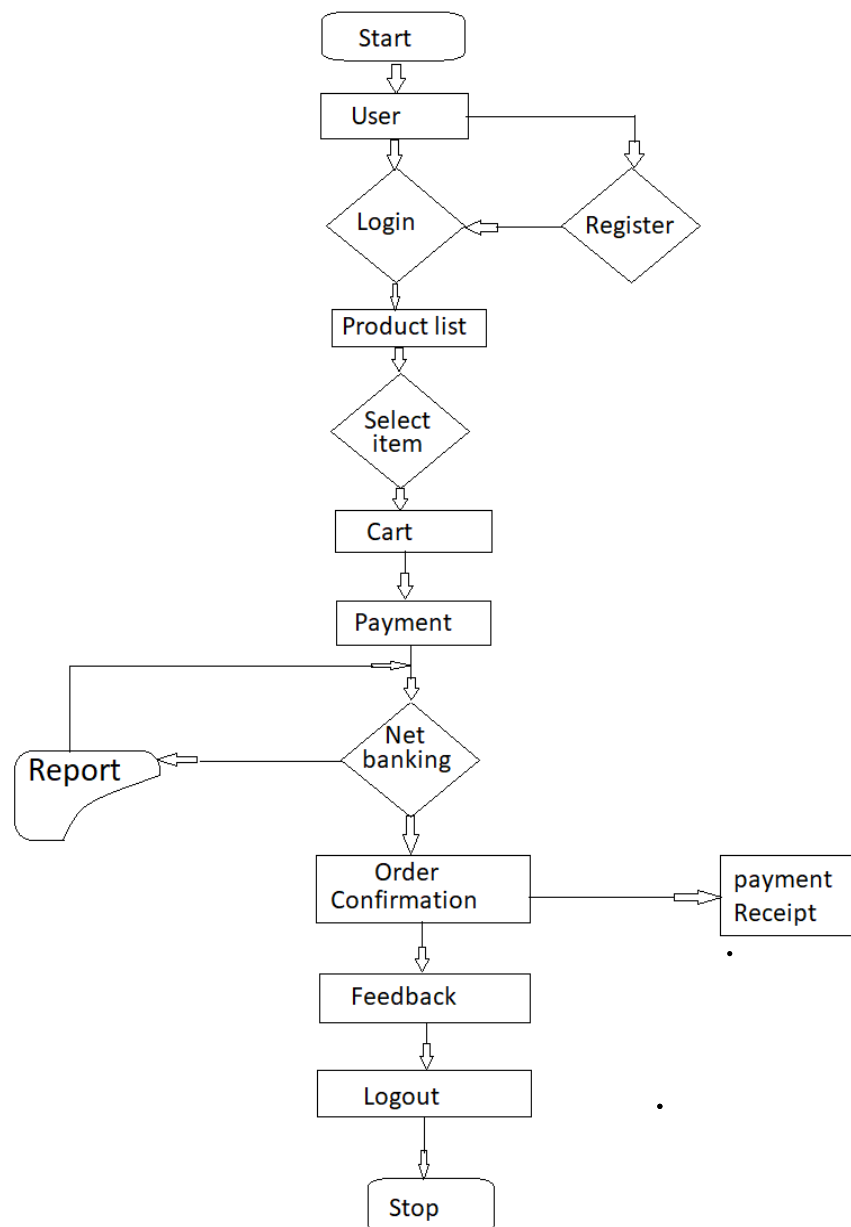 Start
User
Login
Register
Product list
Select
item
Cart
Payment
Net
banking
Report
Order
Confirmation
payment
Receipt
Feedback
Logout
Stop